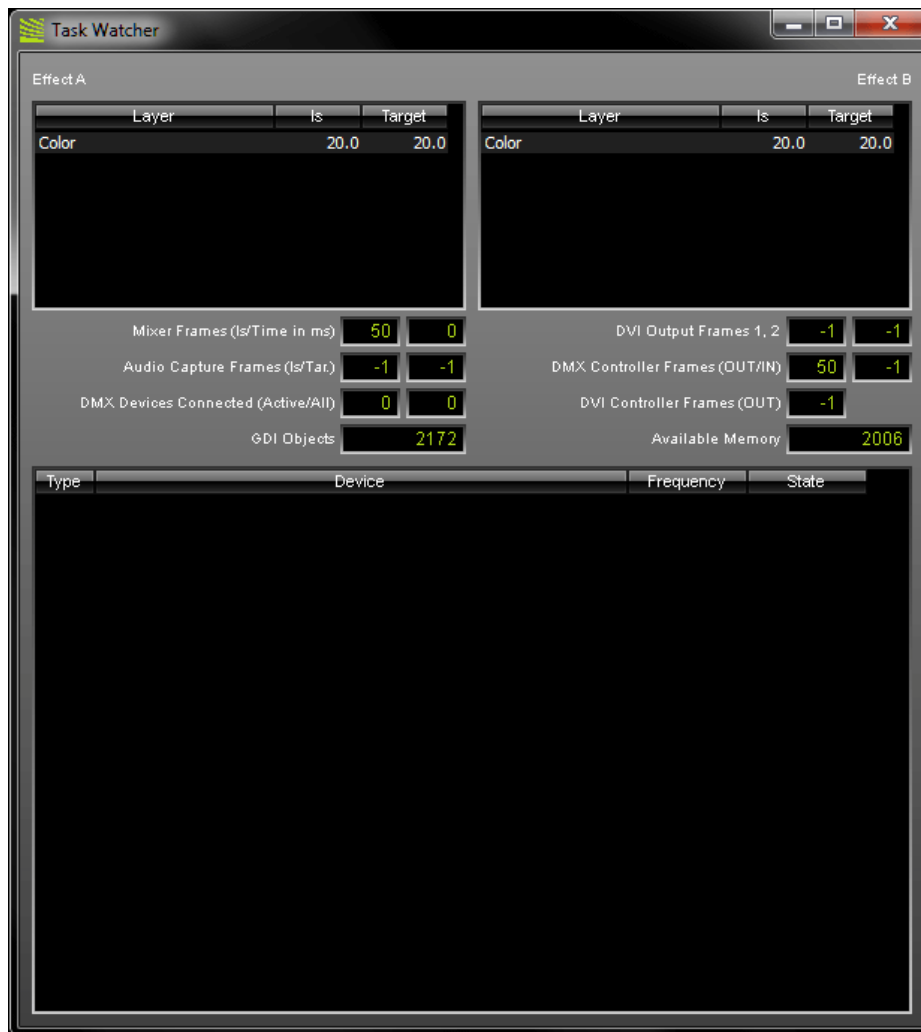 Task Watcher
Effect A Effect B
Layer Is Target Layer Is Target
Color 20.0 20.0 Color 20.0 20.0
Mixer Frames (Is/Time in ms) 50 0 DVI Output Frames 1, 2 -1 -1
Audio Capture Frames (Is/Tar.) -1 -1 DMX Controller Frames (OUT/IN) 50 -1
DMX Devices Connected (Active/All) 0 0 DVI Controller Frames (OUT) -1
GDI Objects 2172 Available Memory 2006
Type Device Frequency State